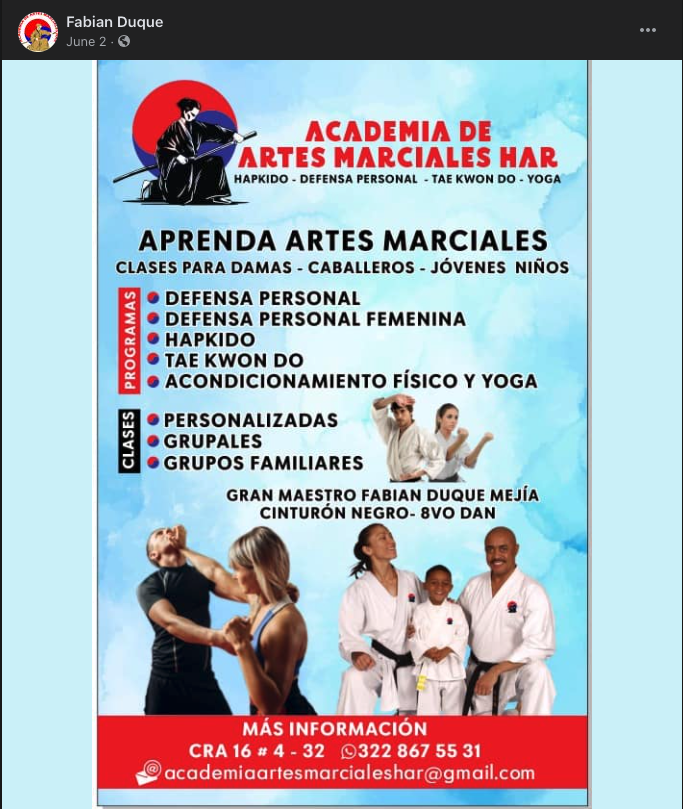 Fabian Duque
June 2 ·
ACADEMIA DE
ARTES MARCIALES HAR
HAPKIDO - DEFENSA PERSONAL - TAE KWON DO - YOGA
APRENDA ARTES MARCIALES
CLASES PARA DAMAS - CABALLEROS - JÓVENES NIÑOS
PROGRAMAS
DEFENSA PERSONAL
DEFENSA PERSONAL FEMENINA
HAPKIDO
TAE KWON DO
ACONDICIONAMIENTO FÍSICO Y YOGA
CLASES
PERSONALIZADAS
GRUPALES
GRUPOS FAMILIARES
GRAN MAESTRO FABIAN DUQUE MEJÍA
CINTURÓN NEGRO- 8VO DAN
MÁS INFORMACIÓN
CRA 16 # 4 - 32 322 867 55 31
academiaartesmarcialeshar@gmail.com